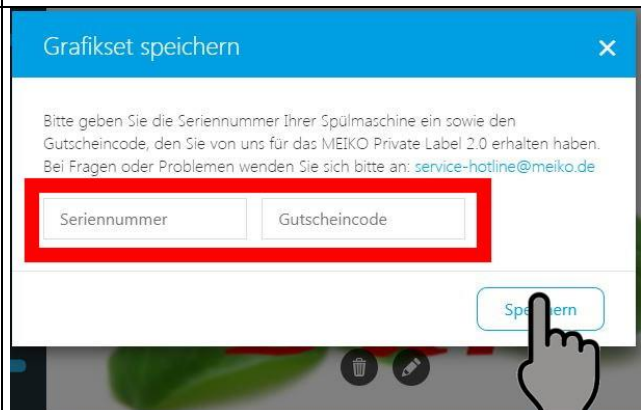 Grafikset speichern
Bitte geben Sie die Seriennummer Ihrer Spülmaschine ein sowie den
Gutscheincode, den Sie von uns für das MEIKO Private Label 2.0 erhalten haben.
Bei Fragen oder Problemen wenden Sie sich bitte an: service-hotline@meiko.de
Seriennummer Gutscheincode